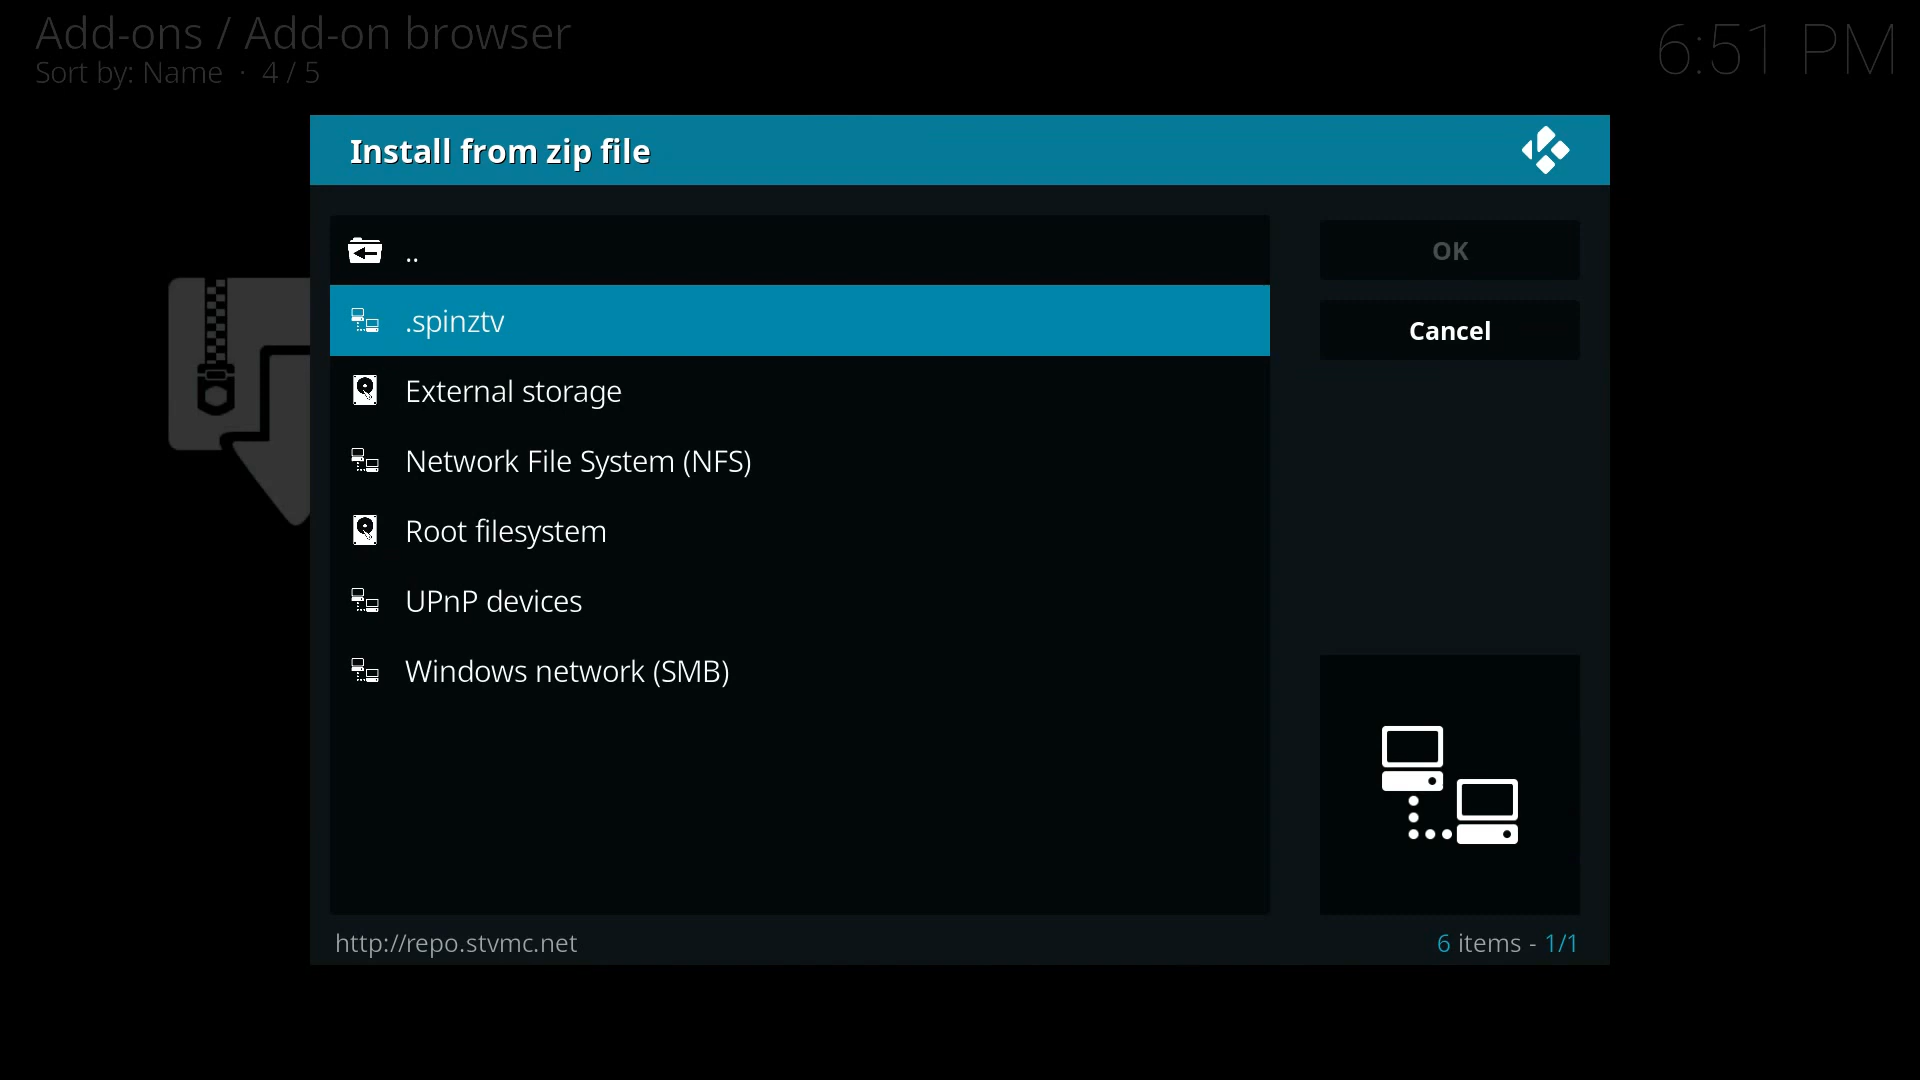 Add-ons / Add-on browser
Sort by: Name · 4 / 5
6:51 PM
Install from zip file
..
.spinztv
External storage
Network File System (NFS)
Root filesystem
UPnP devices
Windows network (SMB)
OK
Cancel
http://repo.stvmc.net
6 items - 1/1